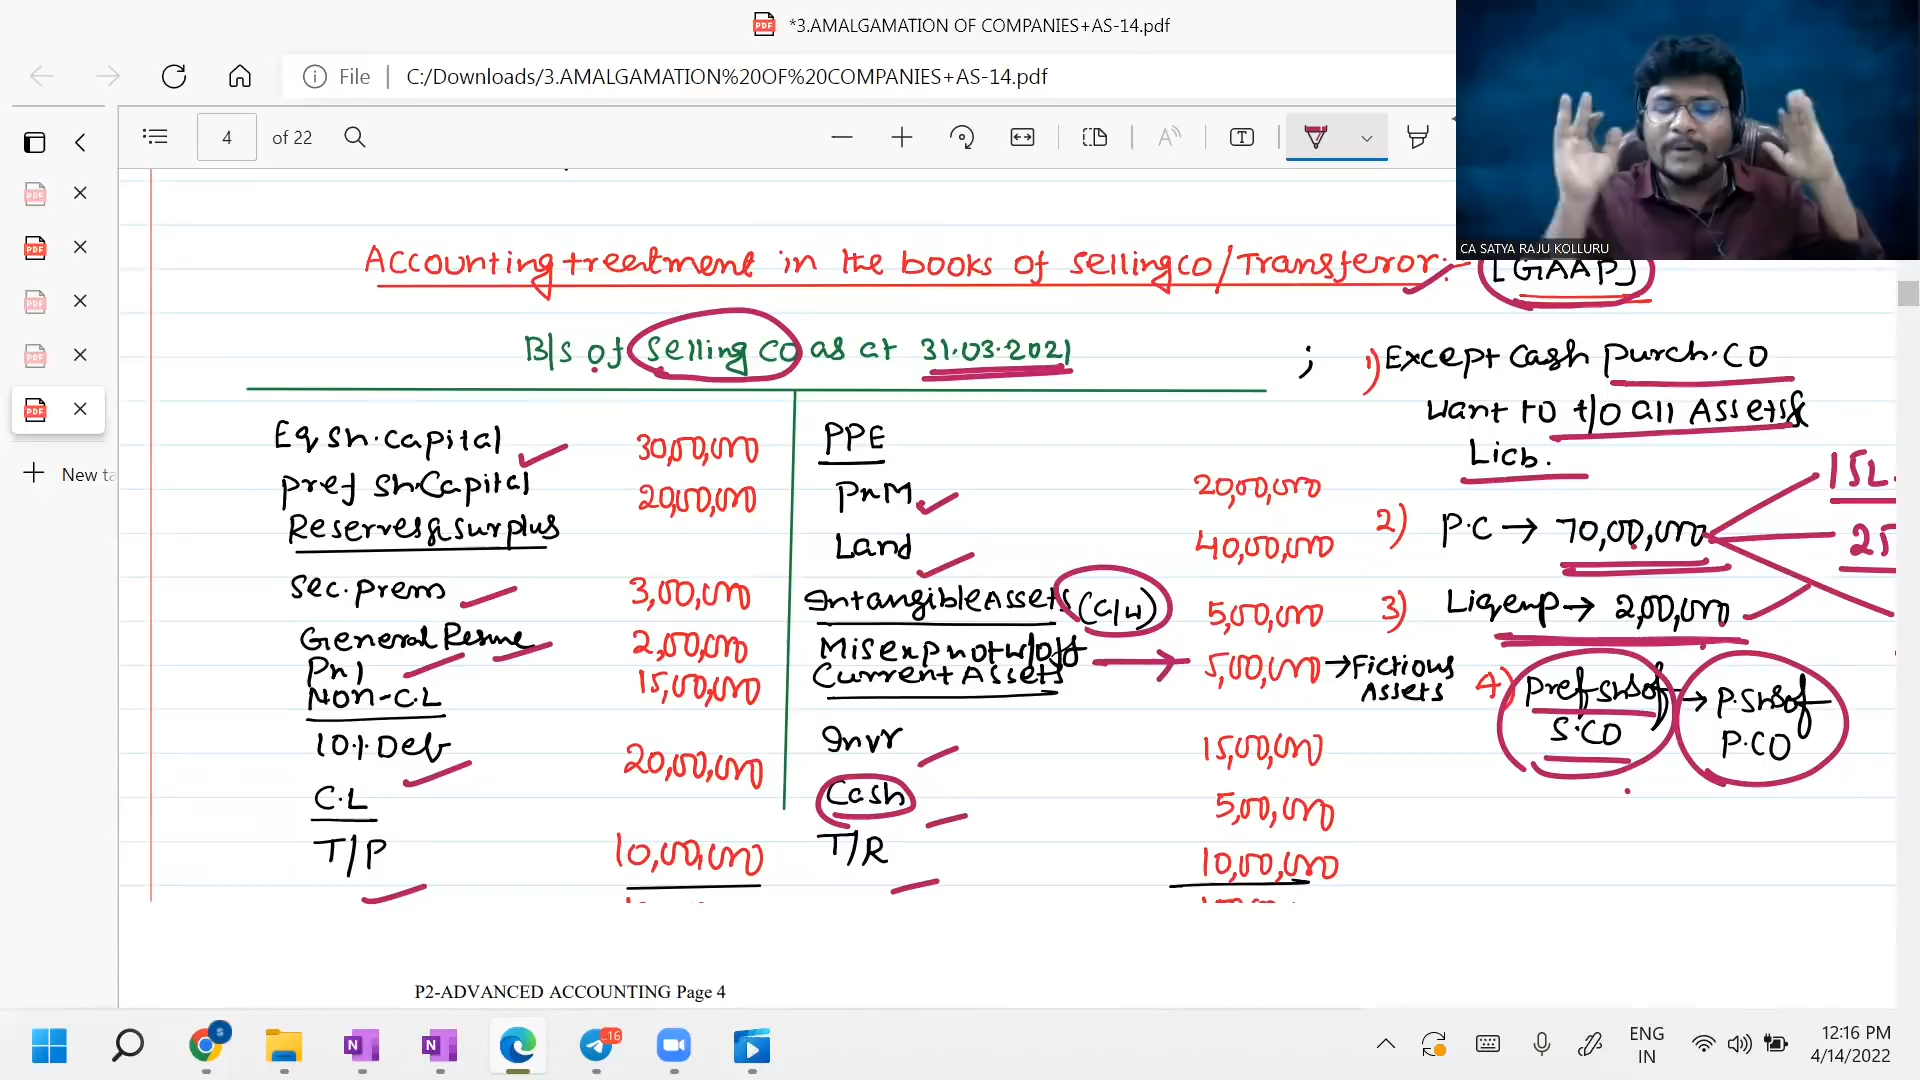 *3.AMALGAMATION OF COMPANIES+AS-14.pdf
File C:/Downloads/3.AMALGAMATION%20OF%20COMPANIES+AS-14.pdf
4 of 22
New ta
CA SATYA RAJU KOLLURU
Accounting treatment in the books of selling co/Transferor:- [GAAP]
B/s of Selling CO as at 31.03.2021 ;
1) Except Cash Purch.CO
want to t/o all Assets &
Liab.
Eq sh.capital 30,00,000
Pref sh.Capital 20,00,000
Reserves & surplus
Sec.prem 3,00,000
General Reserve 2,00,000
PnL 15,00,000
Non-C.L
10% Deb 20,00,000
C.L
T/P 10,00,000
PPE
PnM 20,00,000
Land 40,00,000
Intangible Assets (G/W) 5,00,000
Mis exp not w/off 5,00,000 → Fictious Assets
Current Assets
Invr 15,00,000
Cash 5,00,000
T/R 10,00,000
2) P.C → 70,00,000
15L
25
3) Liq exp → 2,00,000
4) Pref shs of S.CO → P.Shs of P.CO
P2-ADVANCED ACCOUNTING Page 4
16
ENG
IN
12:16 PM
4/14/2022